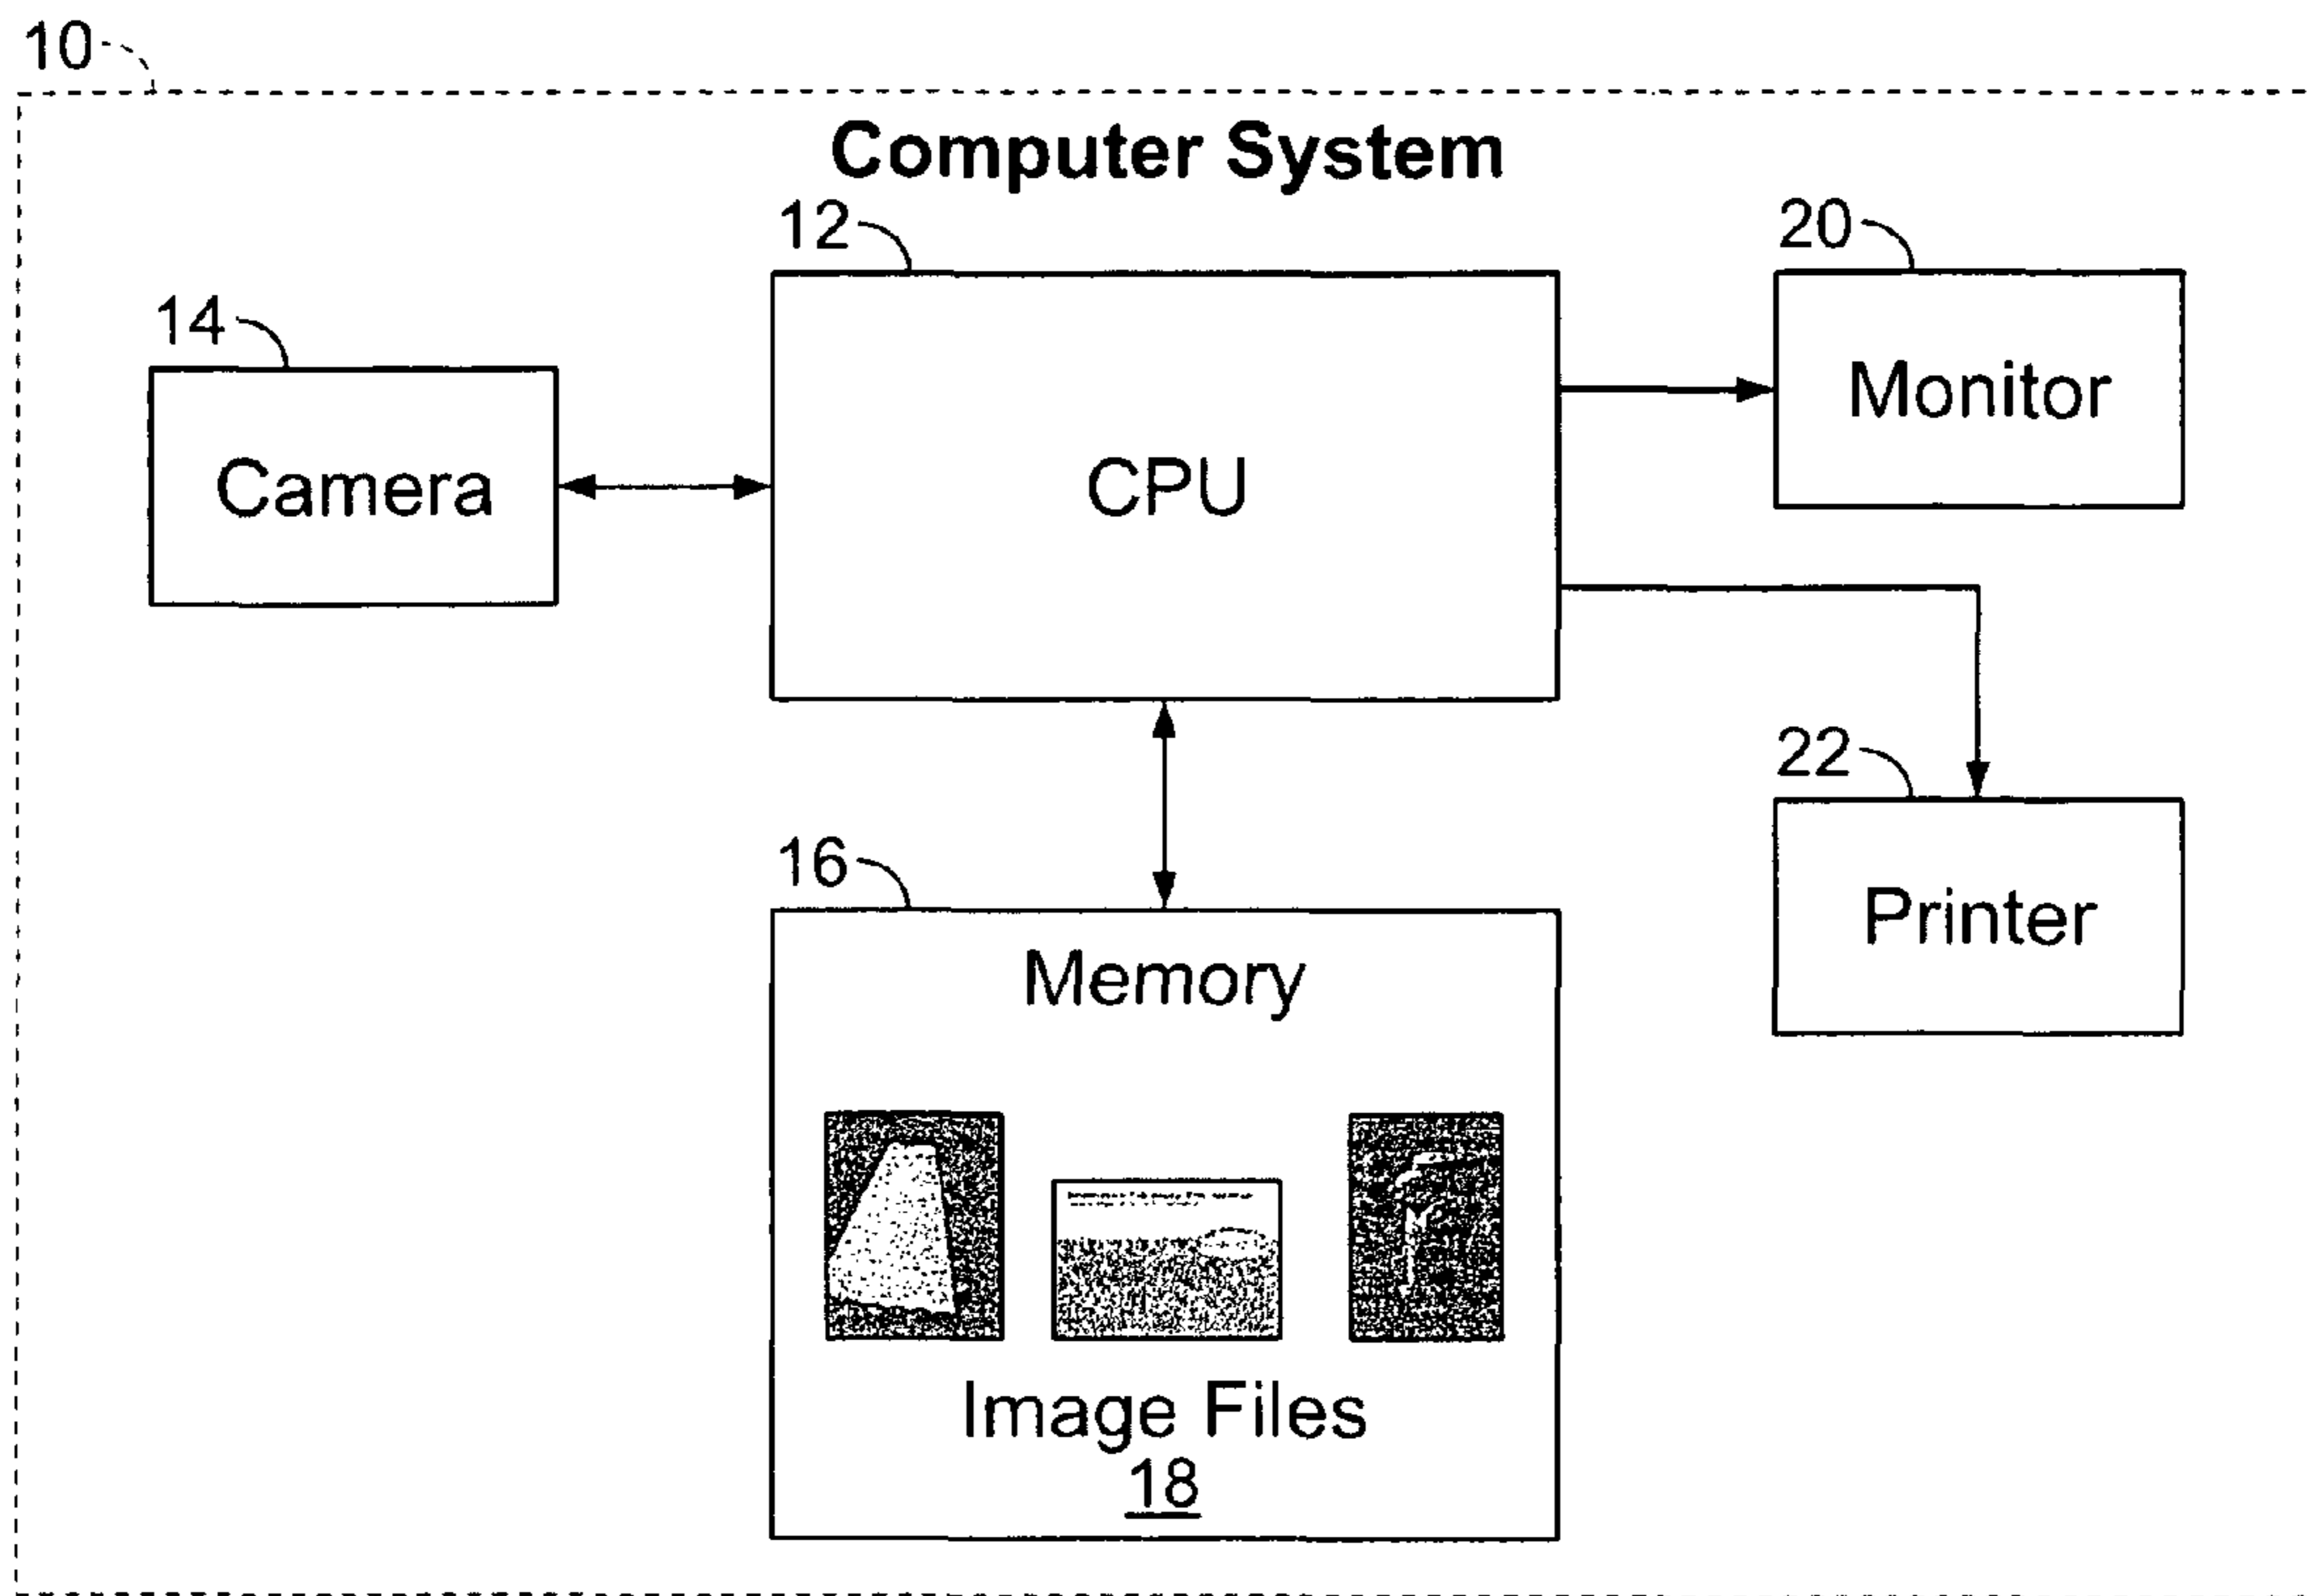 10
Computer System
12
20
14
Monitor
Camera
CPU
22
16
Printer
Memory
Image Files
18